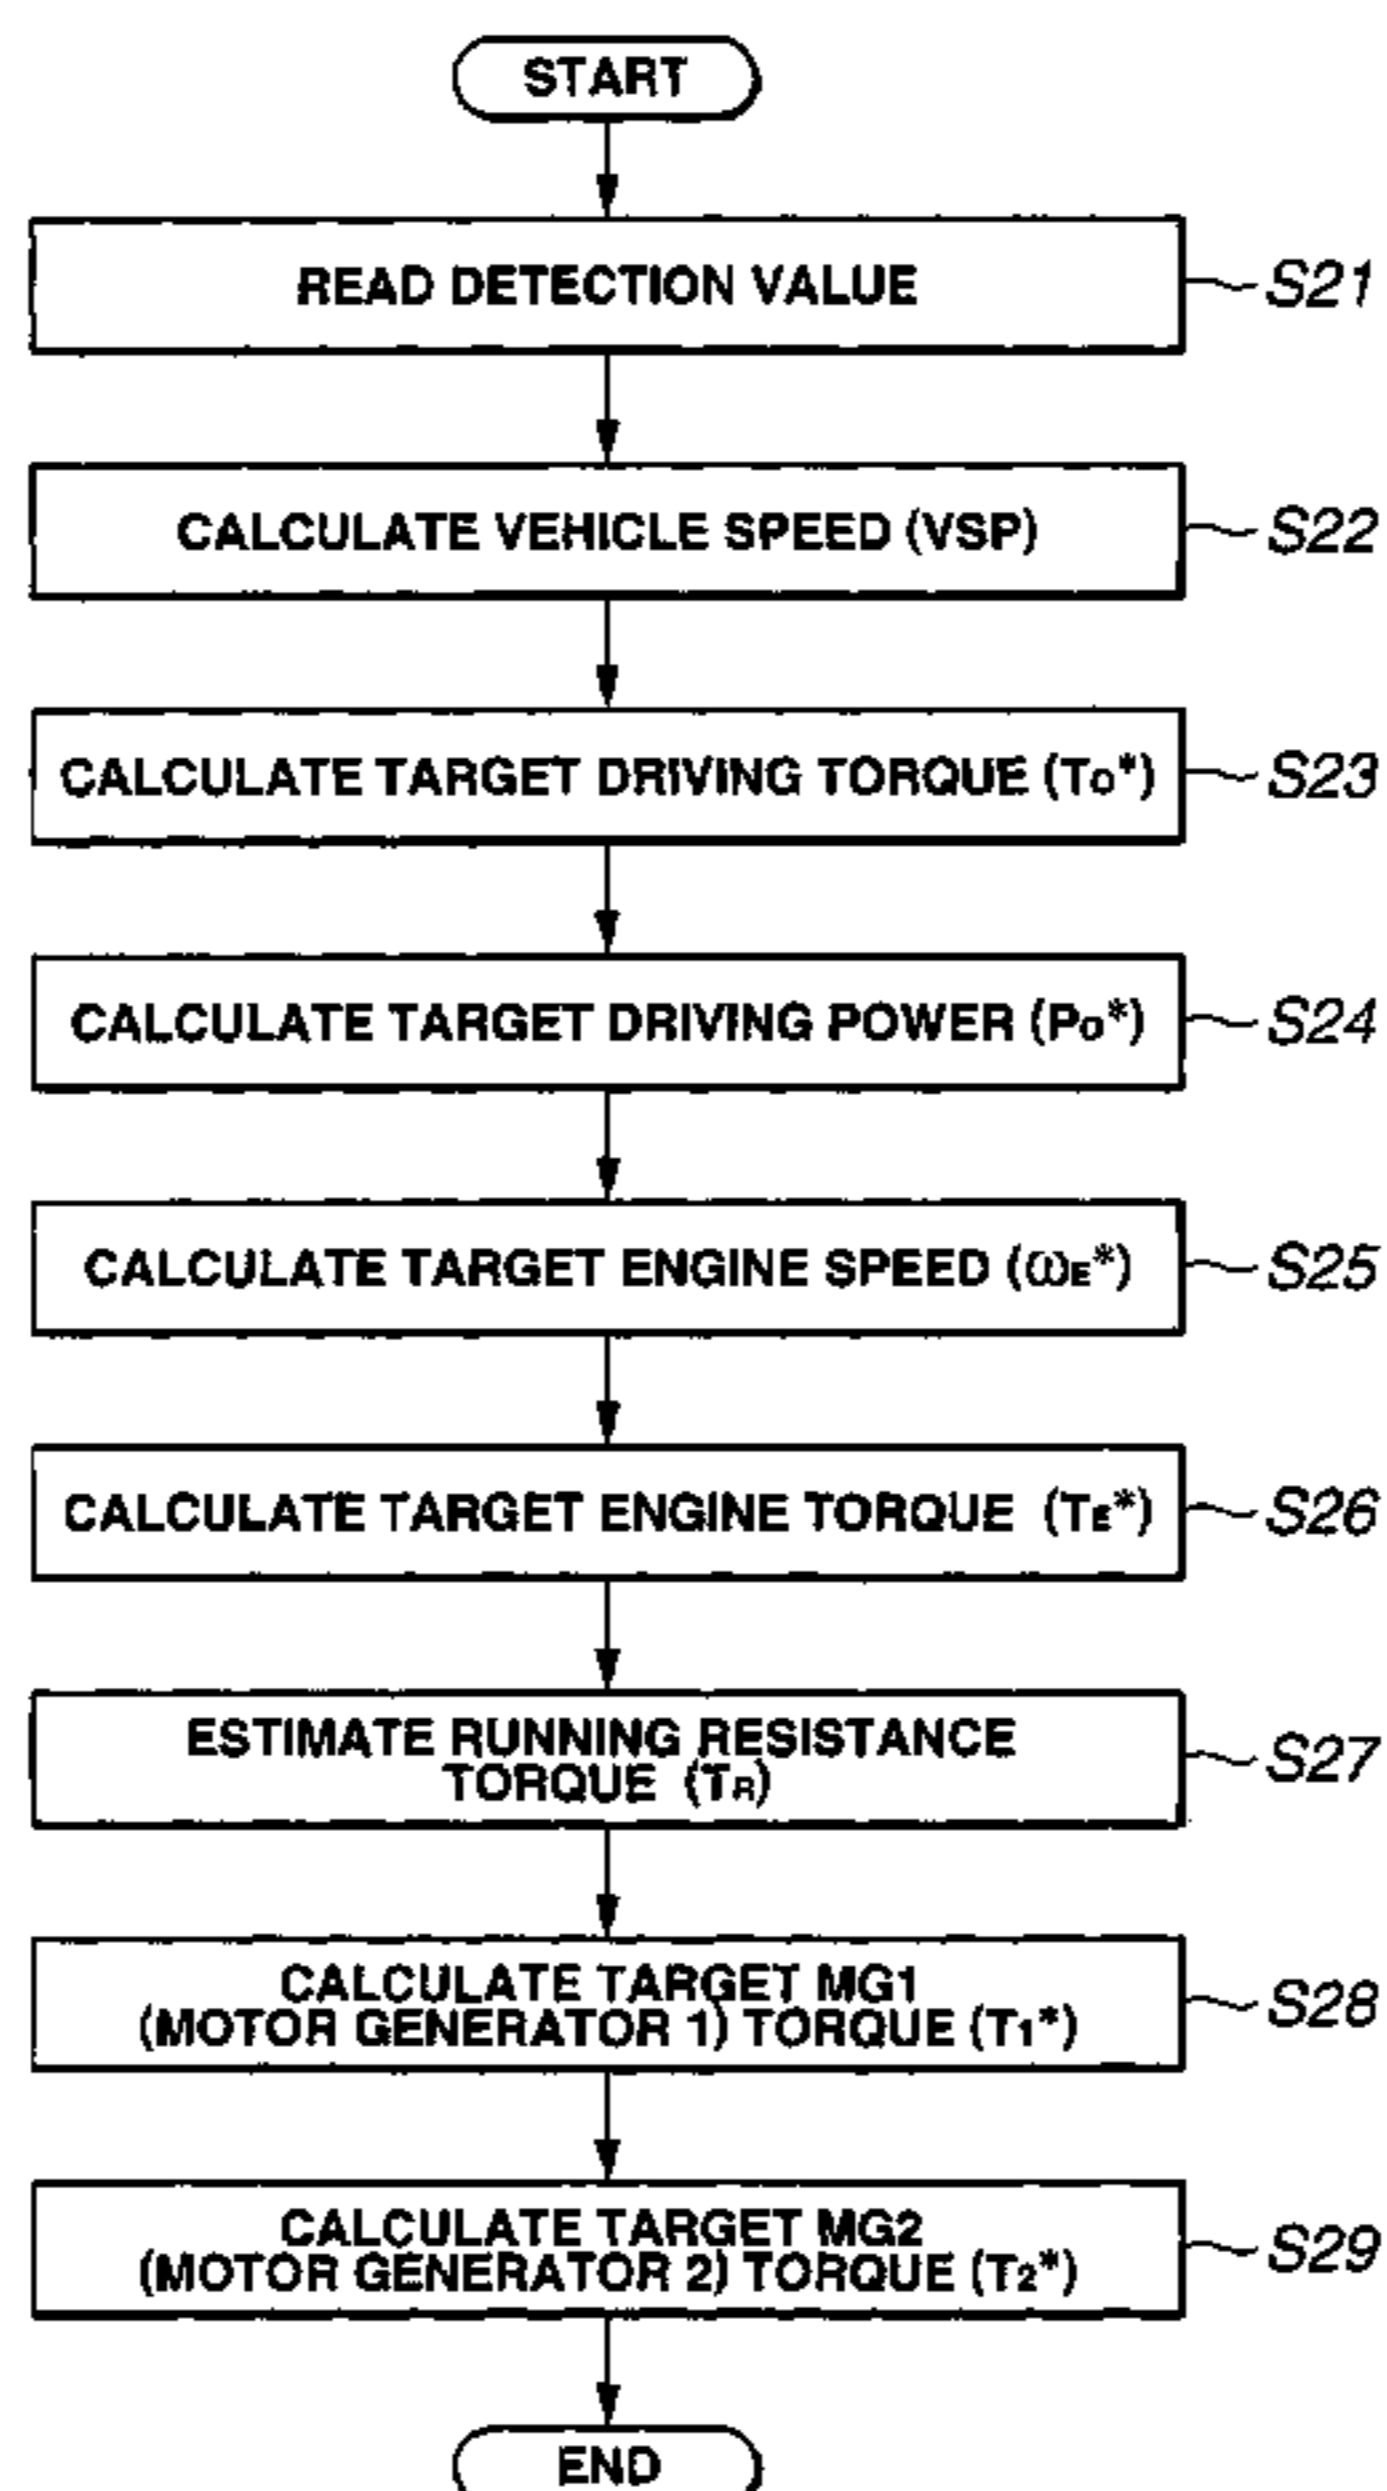 START
READ DETECTION VALUE
S21
CALCULATE VEHICLE SPEED (VSP)
S22
CALCULATE TARGET DRIVING TORQUE (TO*)
S23
CALCULATE TARGET DRIVING POWER (PO*)
S24
CALCULATE TARGET ENGINE SPEED (ωE*)
S25
CALCULATE TARGET ENGINE TORQUE (TE*)
S26
ESTIMATE RUNNING RESISTANCE
TORQUE (TR)
S27
CALCULATE TARGET MG1
(MOTOR GENERATOR 1) TORQUE (T1*)
S28
CALCULATE TARGET MG2
(MOTOR GENERATOR 2) TORQUE (T2*)
S29
END